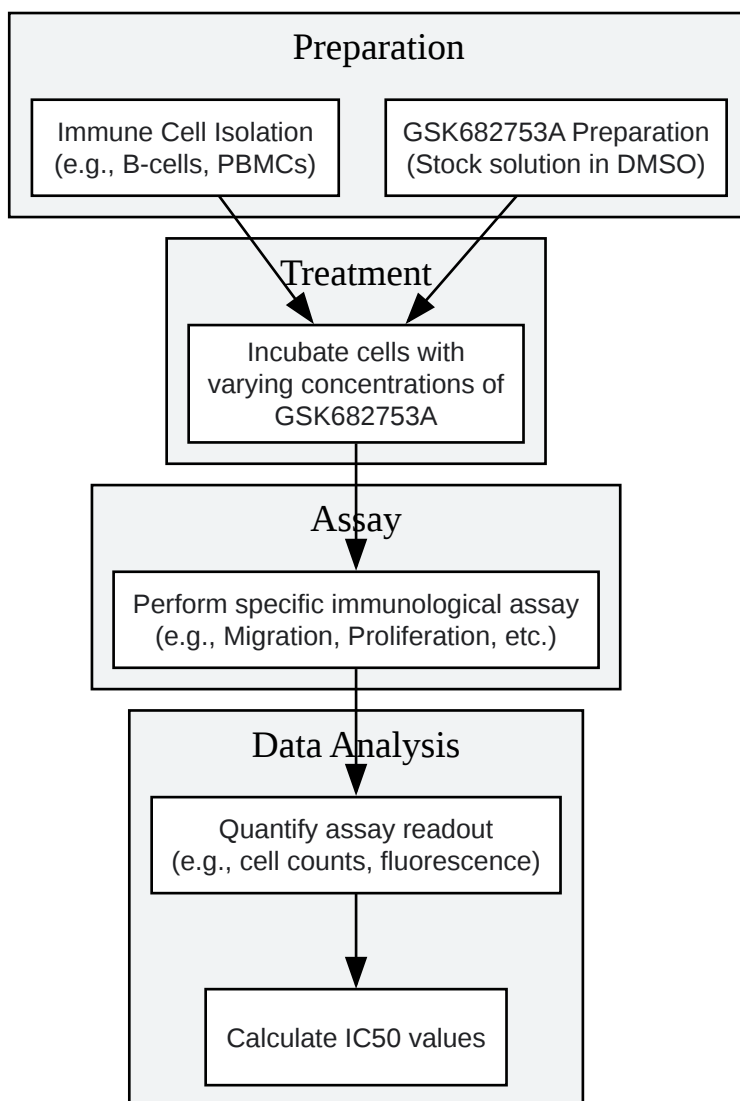 Preparation
Immune Cell Isolation
(e.g., B-cells, PBMCs)
GSK682753A Preparation
(Stock solution in DMSO)
Treatment
Incubate cells with
varying concentrations of
GSK682753A
Assay
Perform specific immunological assay
(e.g., Migration, Proliferation, etc.)
Data Analysis
Quantify assay readout
(e.g., cell counts, fluorescence)
Calculate IC50 values